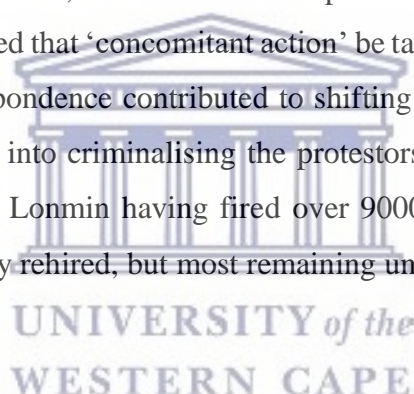 ed that ‘concomitant action’ be ta
pondence contributed to shifting
into criminalising the protestors
Lonmin having fired over 9000
y rehired, but most remaining un
UNIVERSITY of the
WESTERN CAPE